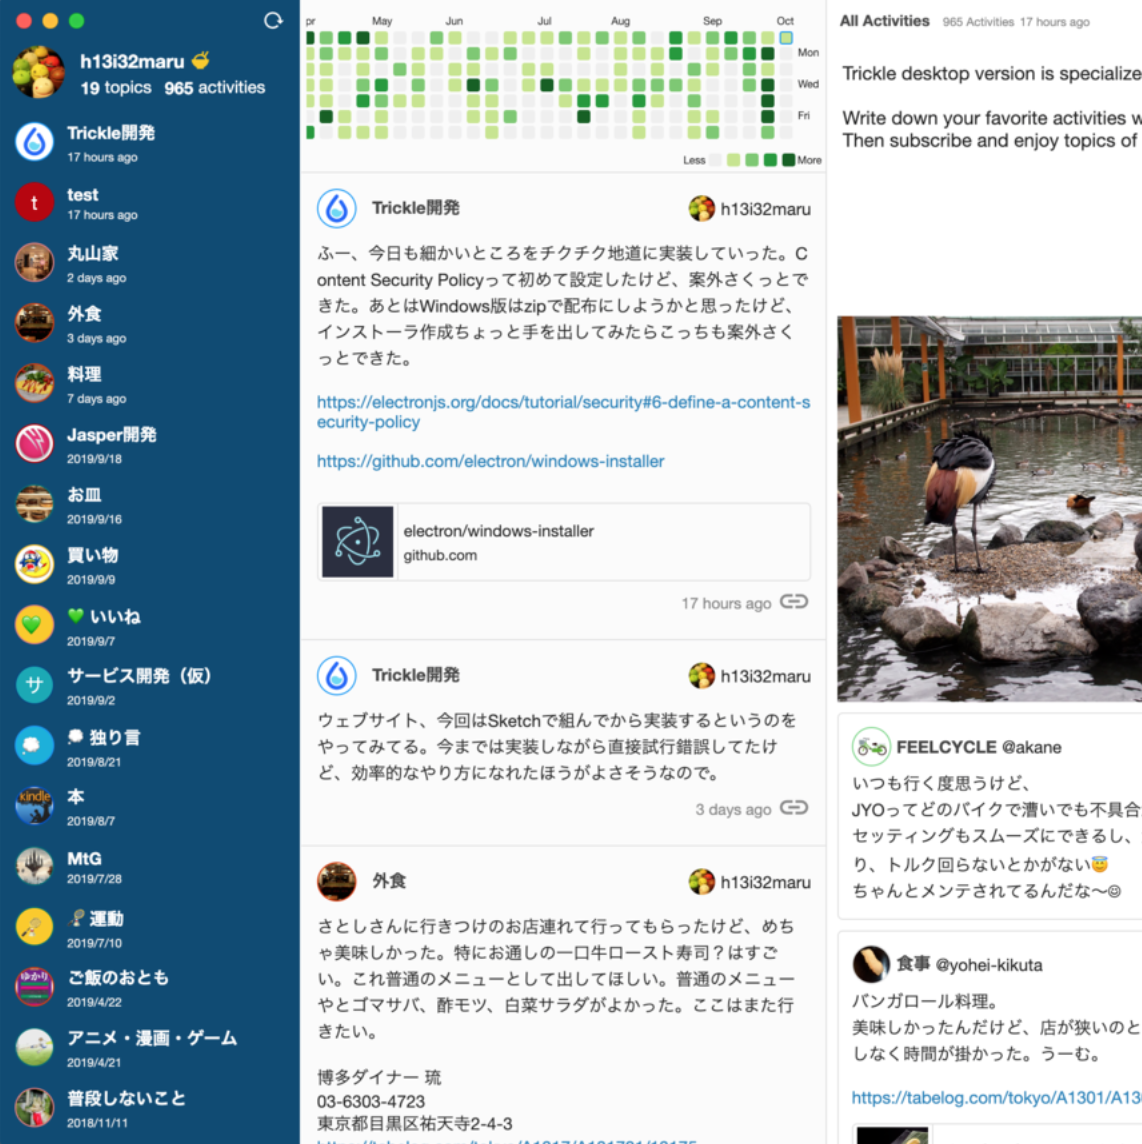 h13i32maru
19 topics 965 activities
Trickle開発
17 hours ago
t
test
17 hours ago
丸山家
2 days ago
外食
3 days ago
料理
7 days ago
Jasper開発
2019/9/18
お皿
2019/9/16
買い物
2019/9/9
💚 いいね
2019/9/7
サ
サービス開発（仮）
2019/9/2
💭 独り言
2019/8/21
kindle
本
2019/8/7
MtG
2019/7/28
🎾 運動
2019/7/10
ゆかり
ご飯のおとも
2019/4/22
アニメ・漫画・ゲーム
2019/4/21
普段しないこと
2018/11/11
pr May Jun Jul Aug Sep Oct
Mon
Wed
Fri
Less More
Trickle開発 h13i32maru
ふー、今日も細かいところをチクチク地道に実装していった。C
ontent Security Policyって初めて設定したけど、案外さくっとで
きた。あとはWindows版はzipで配布にしようかと思ったけど、
インストーラ作成ちょっと手を出してみたらこっちも案外さく
っとできた。
https://electronjs.org/docs/tutorial/security#6-define-a-content-s
ecurity-policy
https://github.com/electron/windows-installer
electron/windows-installer
github.com
17 hours ago
Trickle開発 h13i32maru
ウェブサイト、今回はSketchで組んでから実装するというのを
やってみてる。今までは実装しながら直接試行錯誤してたけ
ど、効率的なやり方になれたほうがよさそうなので。
3 days ago
外食 h13i32maru
さとしさんに行きつけのお店連れて行ってもらったけど、めち
ゃ美味しかった。特にお通しの一口牛ロースト寿司？はすご
い。これ普通のメニューとして出してほしい。普通のメニュー
やとゴマサバ、酢モツ、白菜サラダがよかった。ここはまた行
きたい。
博多ダイナー 琉
03-6303-4723
東京都目黒区祐天寺2-4-3
All Activities 965 Activities 17 hours ago
Trickle desktop version is specialize
Write down your favorite activities w
Then subscribe and enjoy topics of
FEELCYCLE @akane
いつも行く度思うけど、
JYOってどのバイクで漕いでも不具合
セッティングもスムーズにできるし、
り、トルク回らないとかがない😇
ちゃんとメンテされてるんだな〜☺
食事 @yohei-kikuta
バンガロール料理。
美味しかったんだけど、店が狭いのと
しなく時間が掛かった。うーむ。
https://tabelog.com/tokyo/A1301/A13